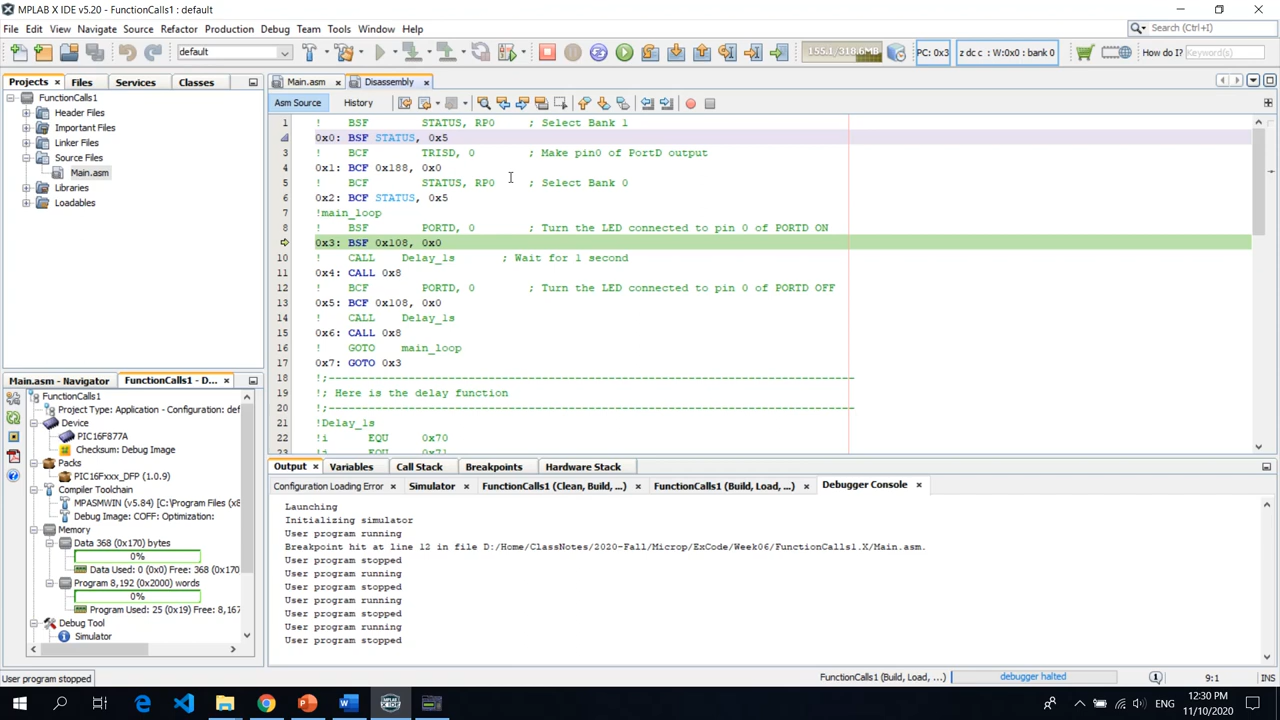 MPLAB X IDE v5.20 - FunctionCalls1 : default
File Edit View Navigate Source Refactor Production Debug Team Tools Window Help
Search (Ctrl+I)
default
155.1/318.6MB
PC: 0x3
z dc c : W:0x0 : bank 0
How do I?
Keyword(s)
Projects
Files
Services
Classes
Main.asm
Disassembly
Asm Source
History
FunctionCalls1
Header Files
Important Files
Linker Files
Source Files
Main.asm
Libraries
Loadables
1 ! BSF STATUS, RP0 ; Select Bank 1
0x0: BSF STATUS, 0x5
3 ! BCF TRISD, 0 ; Make pin0 of PortD output
4 0x1: BCF 0x188, 0x0
5 ! BCF STATUS, RP0 ; Select Bank 0
6 0x2: BCF STATUS, 0x5
7 !main_loop
8 ! BSF PORTD, 0 ; Turn the LED connected to pin 0 of PORTD ON
0x3: BSF 0x108, 0x0
10 ! CALL Delay_1s ; Wait for 1 second
11 0x4: CALL 0x8
12 ! BCF PORTD, 0 ; Turn the LED connected to pin 0 of PORTD OFF
13 0x5: BCF 0x108, 0x0
14 ! CALL Delay_1s
15 0x6: CALL 0x8
16 ! GOTO main_loop
17 0x7: GOTO 0x3
18 !;------------------------------------------------------------------------------
19 !; Here is the delay function
20 !;------------------------------------------------------------------------------
21 !Delay_1s
22 !i EQU 0x70
Main.asm - Navigator
FunctionCalls1 - D...
FunctionCalls1
Project Type: Application - Configuration: def
Device
PIC16F877A
Checksum: Debug Image
Packs
PIC16Fxxx_DFP (1.0.9)
Compiler Toolchain
MPASMWIN (v5.84) [C:\Program Files (x8
Debug Image: COFF: Optimization:
Memory
Data 368 (0x170) bytes
0%
Data Used: 0 (0x0) Free: 368 (0x170
Program 8,192 (0x2000) words
0%
Program Used: 25 (0x19) Free: 8,167
Debug Tool
Simulator
Output
Variables
Call Stack
Breakpoints
Hardware Stack
Configuration Loading Error
Simulator
FunctionCalls1 (Clean, Build, ...)
FunctionCalls1 (Build, Load, ...)
Debugger Console
Launching
Initializing simulator
User program running
Breakpoint hit at line 12 in file D:/Home/ClassNotes/2020-Fall/Microp/ExCode/Week06/FunctionCalls1.X/Main.asm.
User program stopped
User program running
User program stopped
User program running
User program stopped
User program running
User program stopped
User program stopped
FunctionCalls1 (Build, Load, ...)
debugger halted
9:1
INS
12:30 PM
11/10/2020